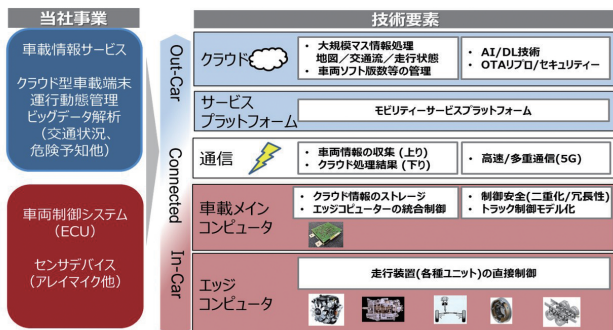 当社事業
車載情報サービス
クラウド型車載端末
運行動態管理
ビッグデータ解析
(交通状況、
危険予知他)
車両制御システム
(ECU)
センサデバイス
(アレイマイク他)
Out-Car
Connected
In-Car
技術要素
クラウド
・ 大規模マス情報処理
地図／交通流／走行状態
・ 車両ソフト版数等の管理
・ AI/DL技術
・ OTAリプロ/セキュリティー
サービス
プラットフォーム
モビリティーサービスプラットフォーム
通信
・ 車両情報の収集 (上り)
・ クラウド処理結果 (下り)
・ 高速/多重通信(5G)
車載メイン
コンピュータ
・ クラウド情報のストレージ
・ エッジコピューターの統合制御
・ 制御安全(二重化/冗長性)
・ トラック制御モデル化
エッジ
コンピュータ
走行装置(各種ユニット)の直接制御